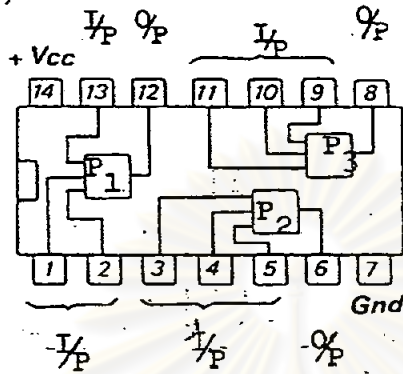 I/P O/P I/P O/P
+ Vcc
14 13 12 11 10 9 8
P1 P3
P2
1 2 3 4 5 6 7
Gnd
I/P I/P O/P